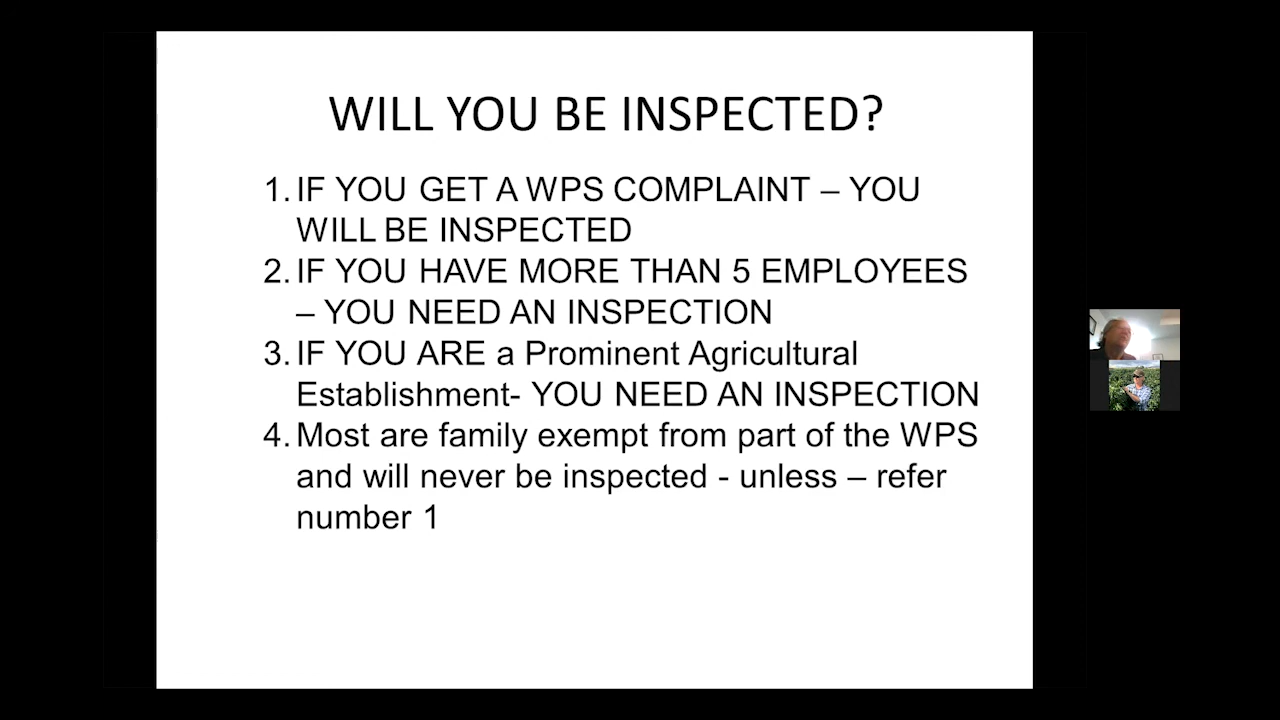 WILL YOU BE INSPECTED?
1. IF YOU GET A WPS COMPLAINT – YOU
WILL BE INSPECTED
2. IF YOU HAVE MORE THAN 5 EMPLOYEES
– YOU NEED AN INSPECTION
3. IF YOU ARE a Prominent Agricultural
Establishment- YOU NEED AN INSPECTION
4. Most are family exempt from part of the WPS
and will never be inspected - unless – refer
number 1